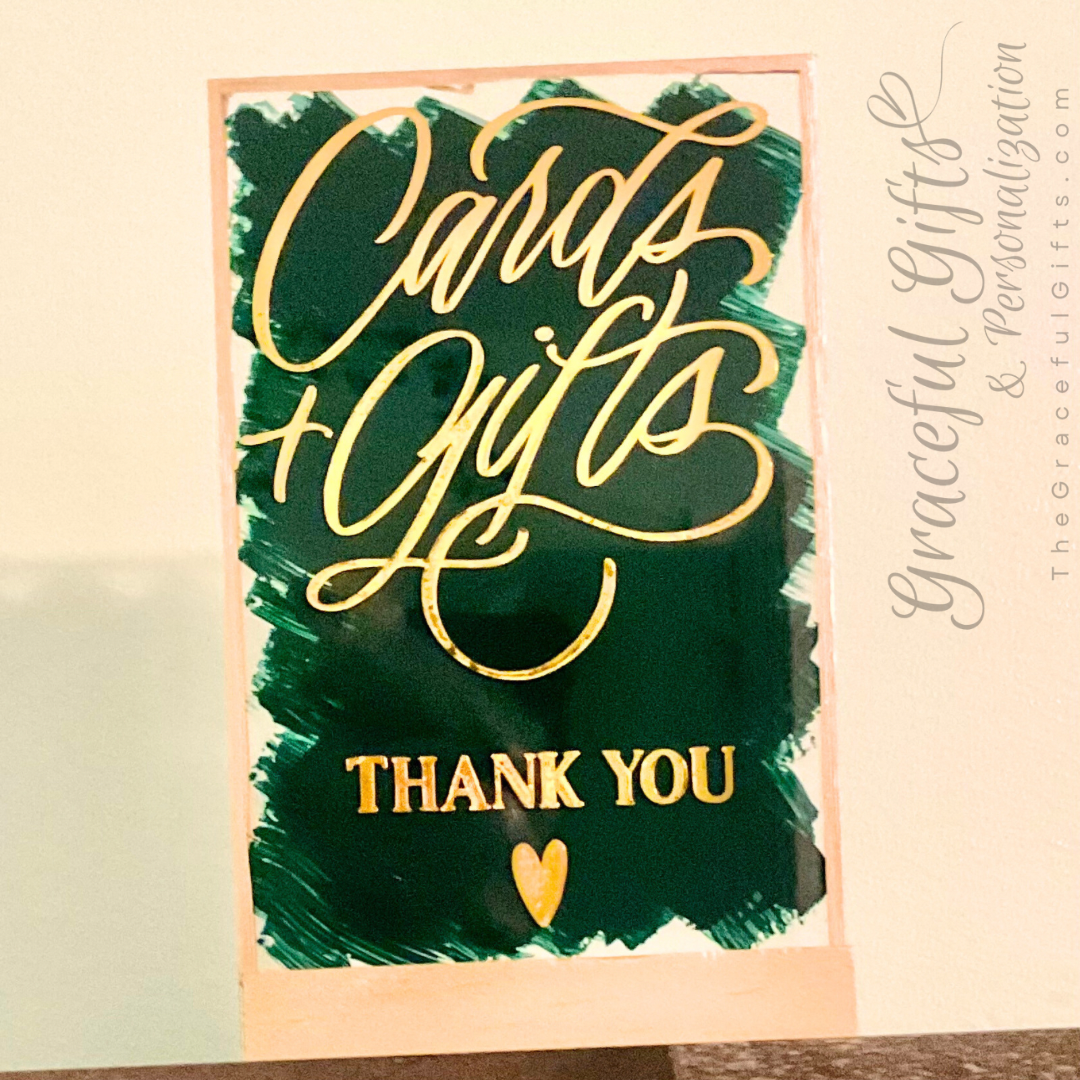 Cards
+ Gifts
THANK YOU
Graceful Gifts
& Personalization
TheGracefulGifts.com